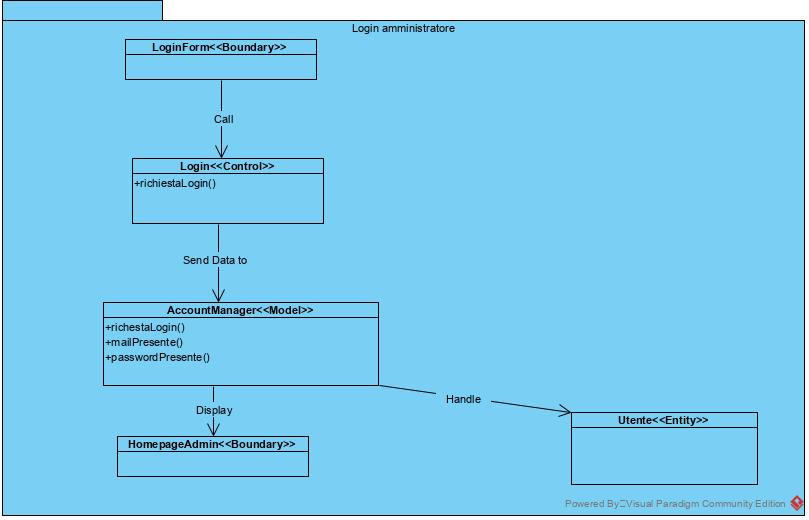 Login amministratore
LoginForm<<Boundary>>
Call
Login<<Control>>
+richiestaLogin()
Send Data to
AccountManager<<Model>>
+richestaLogin()
+mailPresente()
+passwordPresente()
Handle
Display
Utente<<Entity>>
HomepageAdmin<<Boundary>>
Powered By Visual Paradigm Community Edition